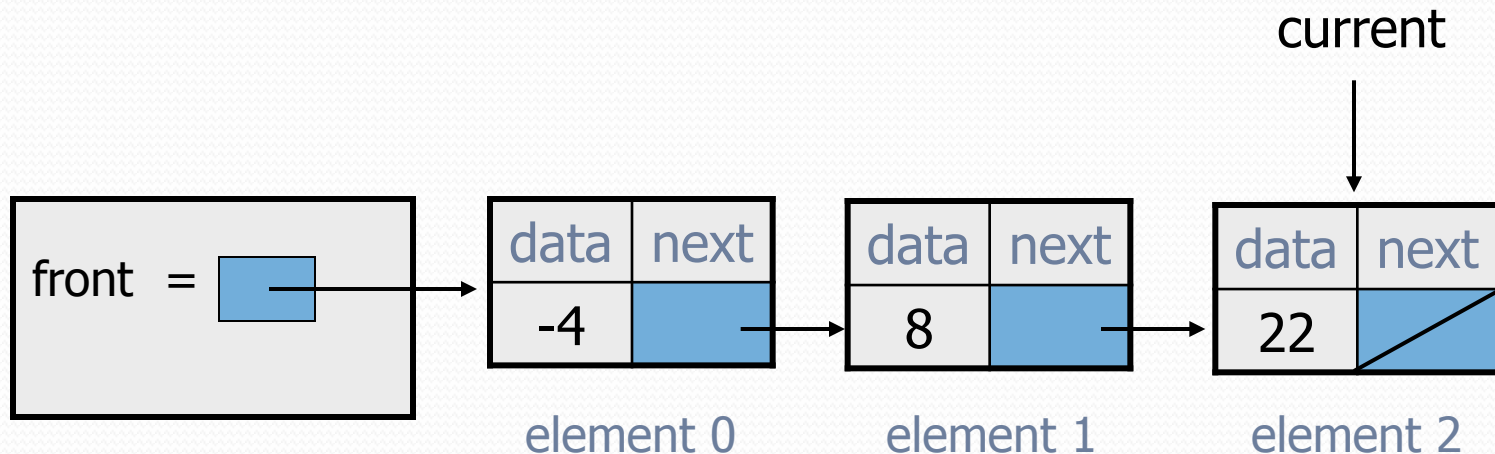 current
front =
data next
-4
element 0
data next
8
element 1
data next
22
element 2